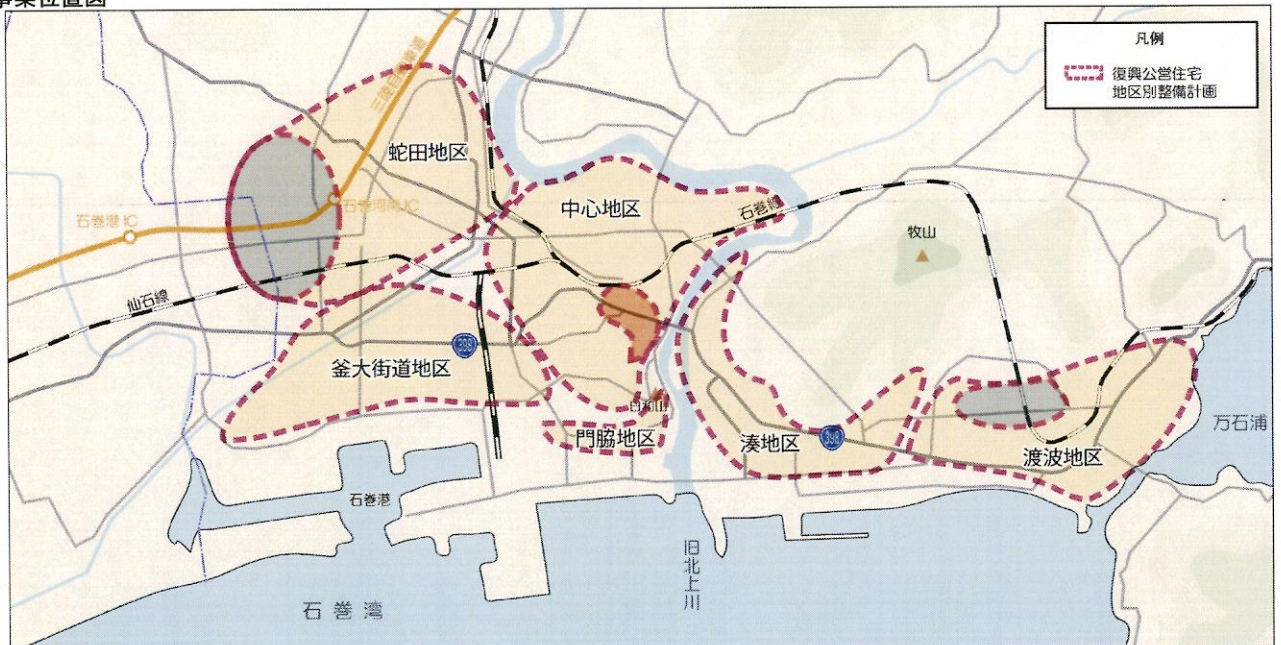 事業位置図
凡例
復興公営住宅
地区別整備計画
三陸自動車道
蛇田地区
石巻河南IC
石巻港IC
中心地区
石巻線
牧山
仙石線
398
釜大街道地区
日和山
門脇地区
湊地区
398
渡波地区
万石浦
石巻港
旧北上川
石巻湾